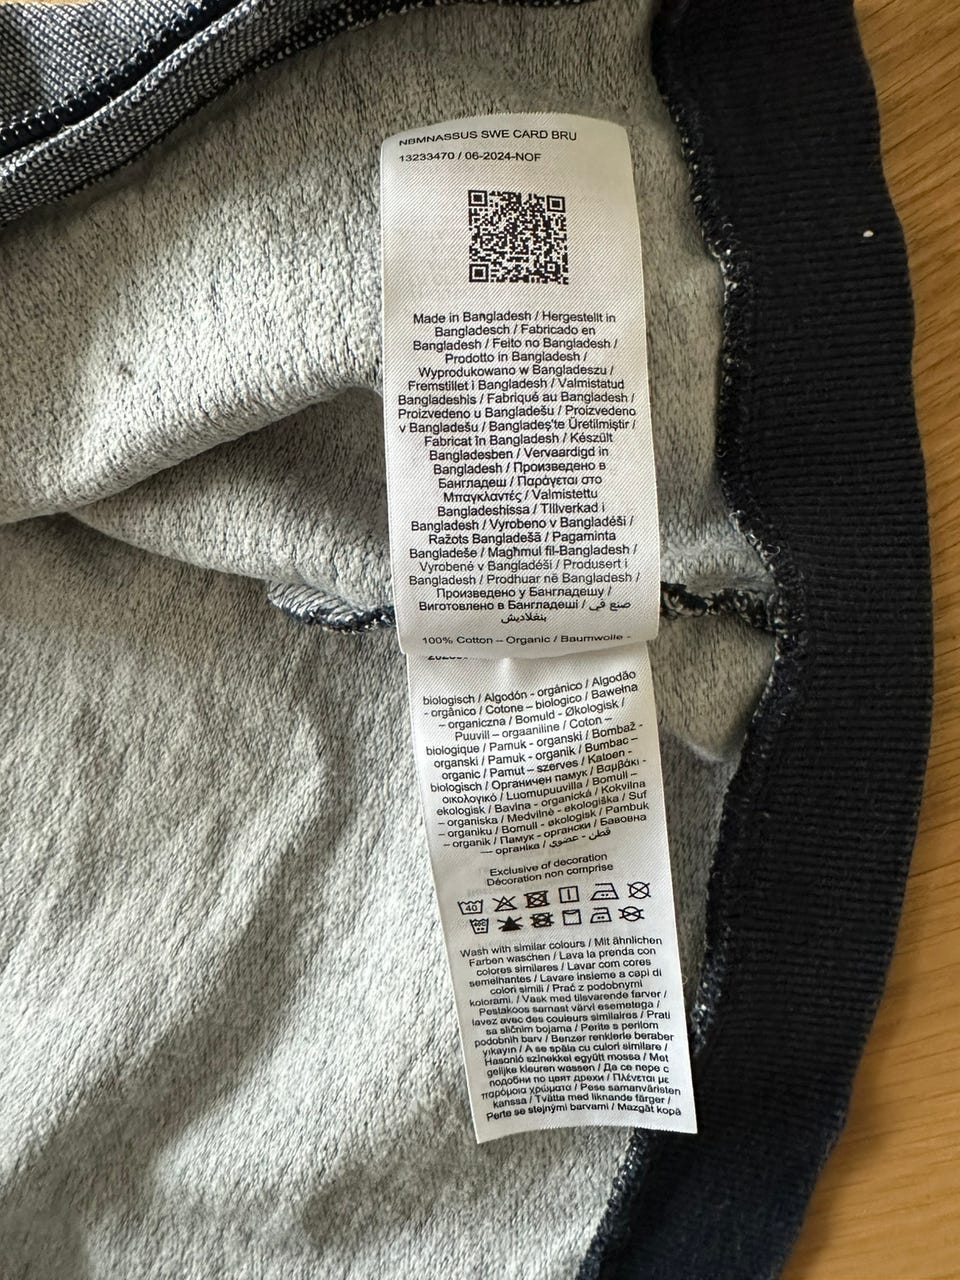 NBMNASSUS SWE CARD BRU
13233470 / 06-2024-NOF
Made in Bangladesh / Hergestellt in
Bangladesch / Fabricado en
Bangladesh / Feito no Bangladesh /
Prodotto in Bangladesh /
Wyprodukowano w Bangladeszu /
Fremstillet i Bangladesh / Valmistatud
Bangladeshis / Fabriqué au Bangladesh /
Proizvedeno u Bangladešu / Proizvedeno
v Bangladešu / Bangladeş'te Üretilmiştir /
Fabricat în Bangladesh / Készült
Bangladesben / Vervaardigd in
Bangladesh / Произведено в
Бангладеш / Παράγεται στο
Μπαγκλαντές / Valmistettu
Bangladeshissa / Tillverkad i
Bangladesh / Vyrobeno v Bangladéši /
Ražots Bangladešā / Pagaminta
Bangladeše / Magħmul fil-Bangladesh /
Vyrobené v Bangladéši / Produsert i
Bangladesh / Prodhuar në Bangladesh /
Произведено у Бангладешу /
Виготовлено в Бангладеші / صنع في
بنغلاديش
100% Cotton – Organic / Baumwolle -
biologisch / Algodón - orgánico / Algodão
- orgânico / Cotone – biologico / Bawełna
– organiczna / Bomuld - Økologisk /
Puuvill – orgaaniline / Coton –
biologique / Pamuk - organski / Bombaž -
organski / Pamuk - organik / Bumbac –
organic / Pamut – szerves / Katoen -
biologisch / Органичен памук / Βαμβάκι -
οικολογικό / Luomupuuvilla / Bomull –
ekologisk / Bavlna - organická / Kokvilna
– organiska / Medvilnė - ekologiška / Suf
– organiku / Bomull - økologisk / Pambuk
– organik / Памук - органски / Бавовна
— органіка / قطن - عضوي
Exclusive of decoration
Décoration non comprise
40
Wash with similar colours / Mit ähnlichen
Farben waschen / Lava la prenda con
colores similares / Lavar com cores
semelhantes / Lavare insieme a capi di
colori simili / Prać z podobnymi
kolorami. / Vask med tilsvarende farver /
Pestakoos sarnast värvi esemetega /
lavez avec des couleurs similaires / Prati
sa sličnim bojama / Perite s perilom
podobnih barv / Benzer renklerle beraber
yıkayın / A se spăla cu culori similare /
Hasonló színekkel együtt mossa / Met
gelijke kleuren wassen / Да се пере с
подобни по цвят дрехи / Πλένεται με
παρόμοια χρώματα / Pese samanväristen
kanssa / Tvätta med liknande färger /
Perte se stejnými barvami / Mazgāt kopā